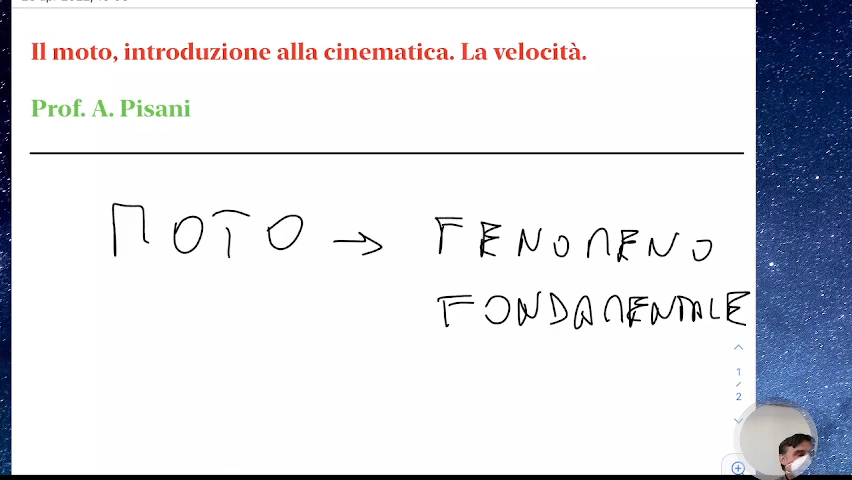 Il moto, introduzione alla cinematica. La velocità.
Prof. A. Pisani
MOTO → FENOMENO
FONDAMENTALE
1
/
2